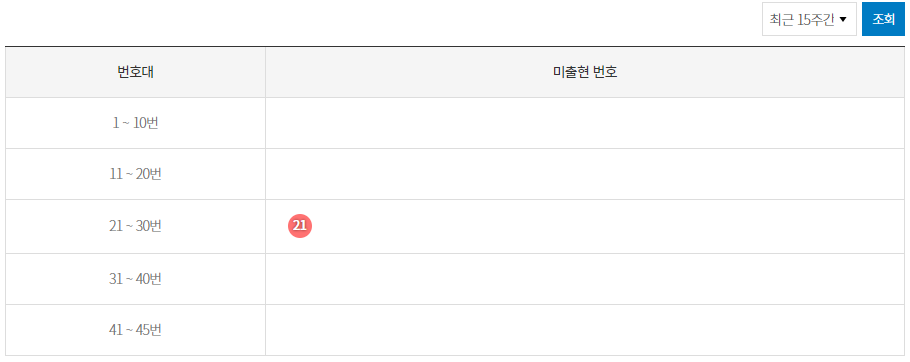 최근 15주간 조회
번호대 미출현 번호
1 ~ 10번
11 ~ 20번
21 ~ 30번 21
31 ~ 40번
41 ~ 45번